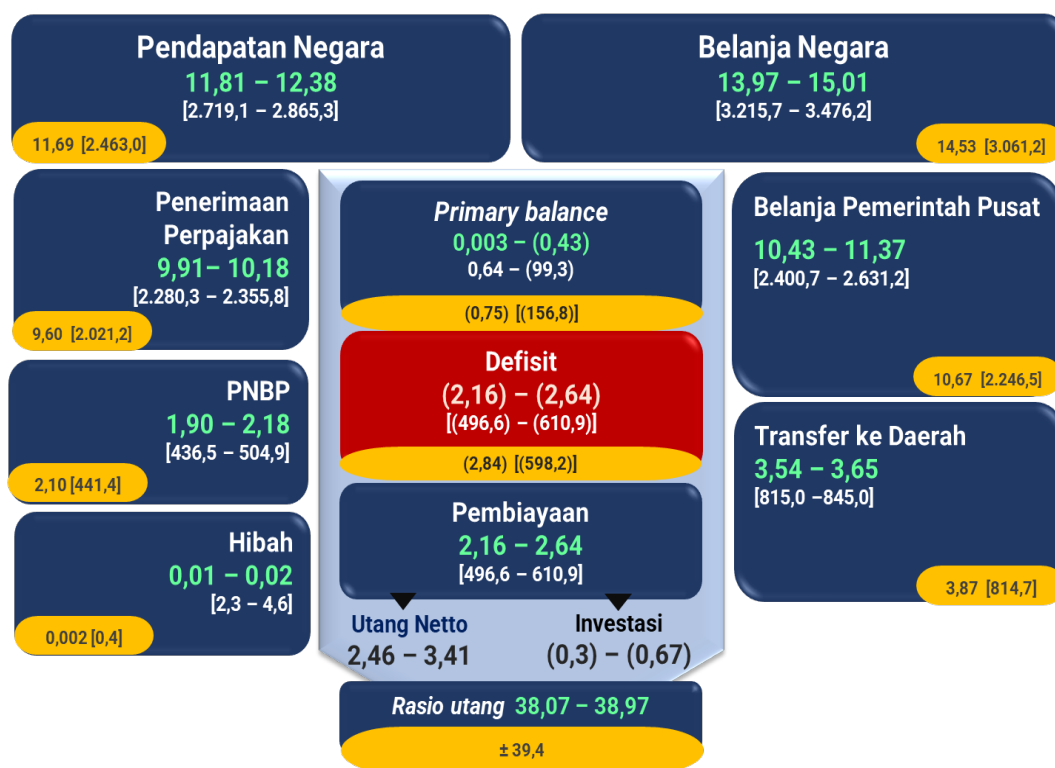 Pendapatan Negara
11,81 – 12,38
[2.719,1 – 2.865,3]
11,69 [2.463,0]
Belanja Negara
13,97 – 15,01
[3.215,7 – 3.476,2]
14,53 [3.061,2]
Penerimaan
Perpajakan
9,91– 10,18
[2.280,3 – 2.355,8]
9,60 [2.021,2]
PNBP
1,90 – 2,18
[436,5 – 504,9]
2,10 [441,4]
Hibah
0,01 – 0,02
[2,3 – 4,6]
0,002 [0,4]
Primary balance
0,003 – (0,43)
0,64 – (99,3)
(0,75) [(156,8)]
Defisit
(2,16) – (2,64)
[(496,6) – (610,9)]
(2,84) [(598,2)]
Pembiayaan
2,16 – 2,64
[496,6 – 610,9]
Utang Netto
2,46 – 3,41
Investasi
(0,3) – (0,67)
Rasio utang 38,07 – 38,97
± 39,4
Belanja Pemerintah Pusat
10,43 – 11,37
[2.400,7 – 2.631,2]
10,67 [2.246,5]
Transfer ke Daerah
3,54 – 3,65
[815,0 –845,0]
3,87 [814,7]